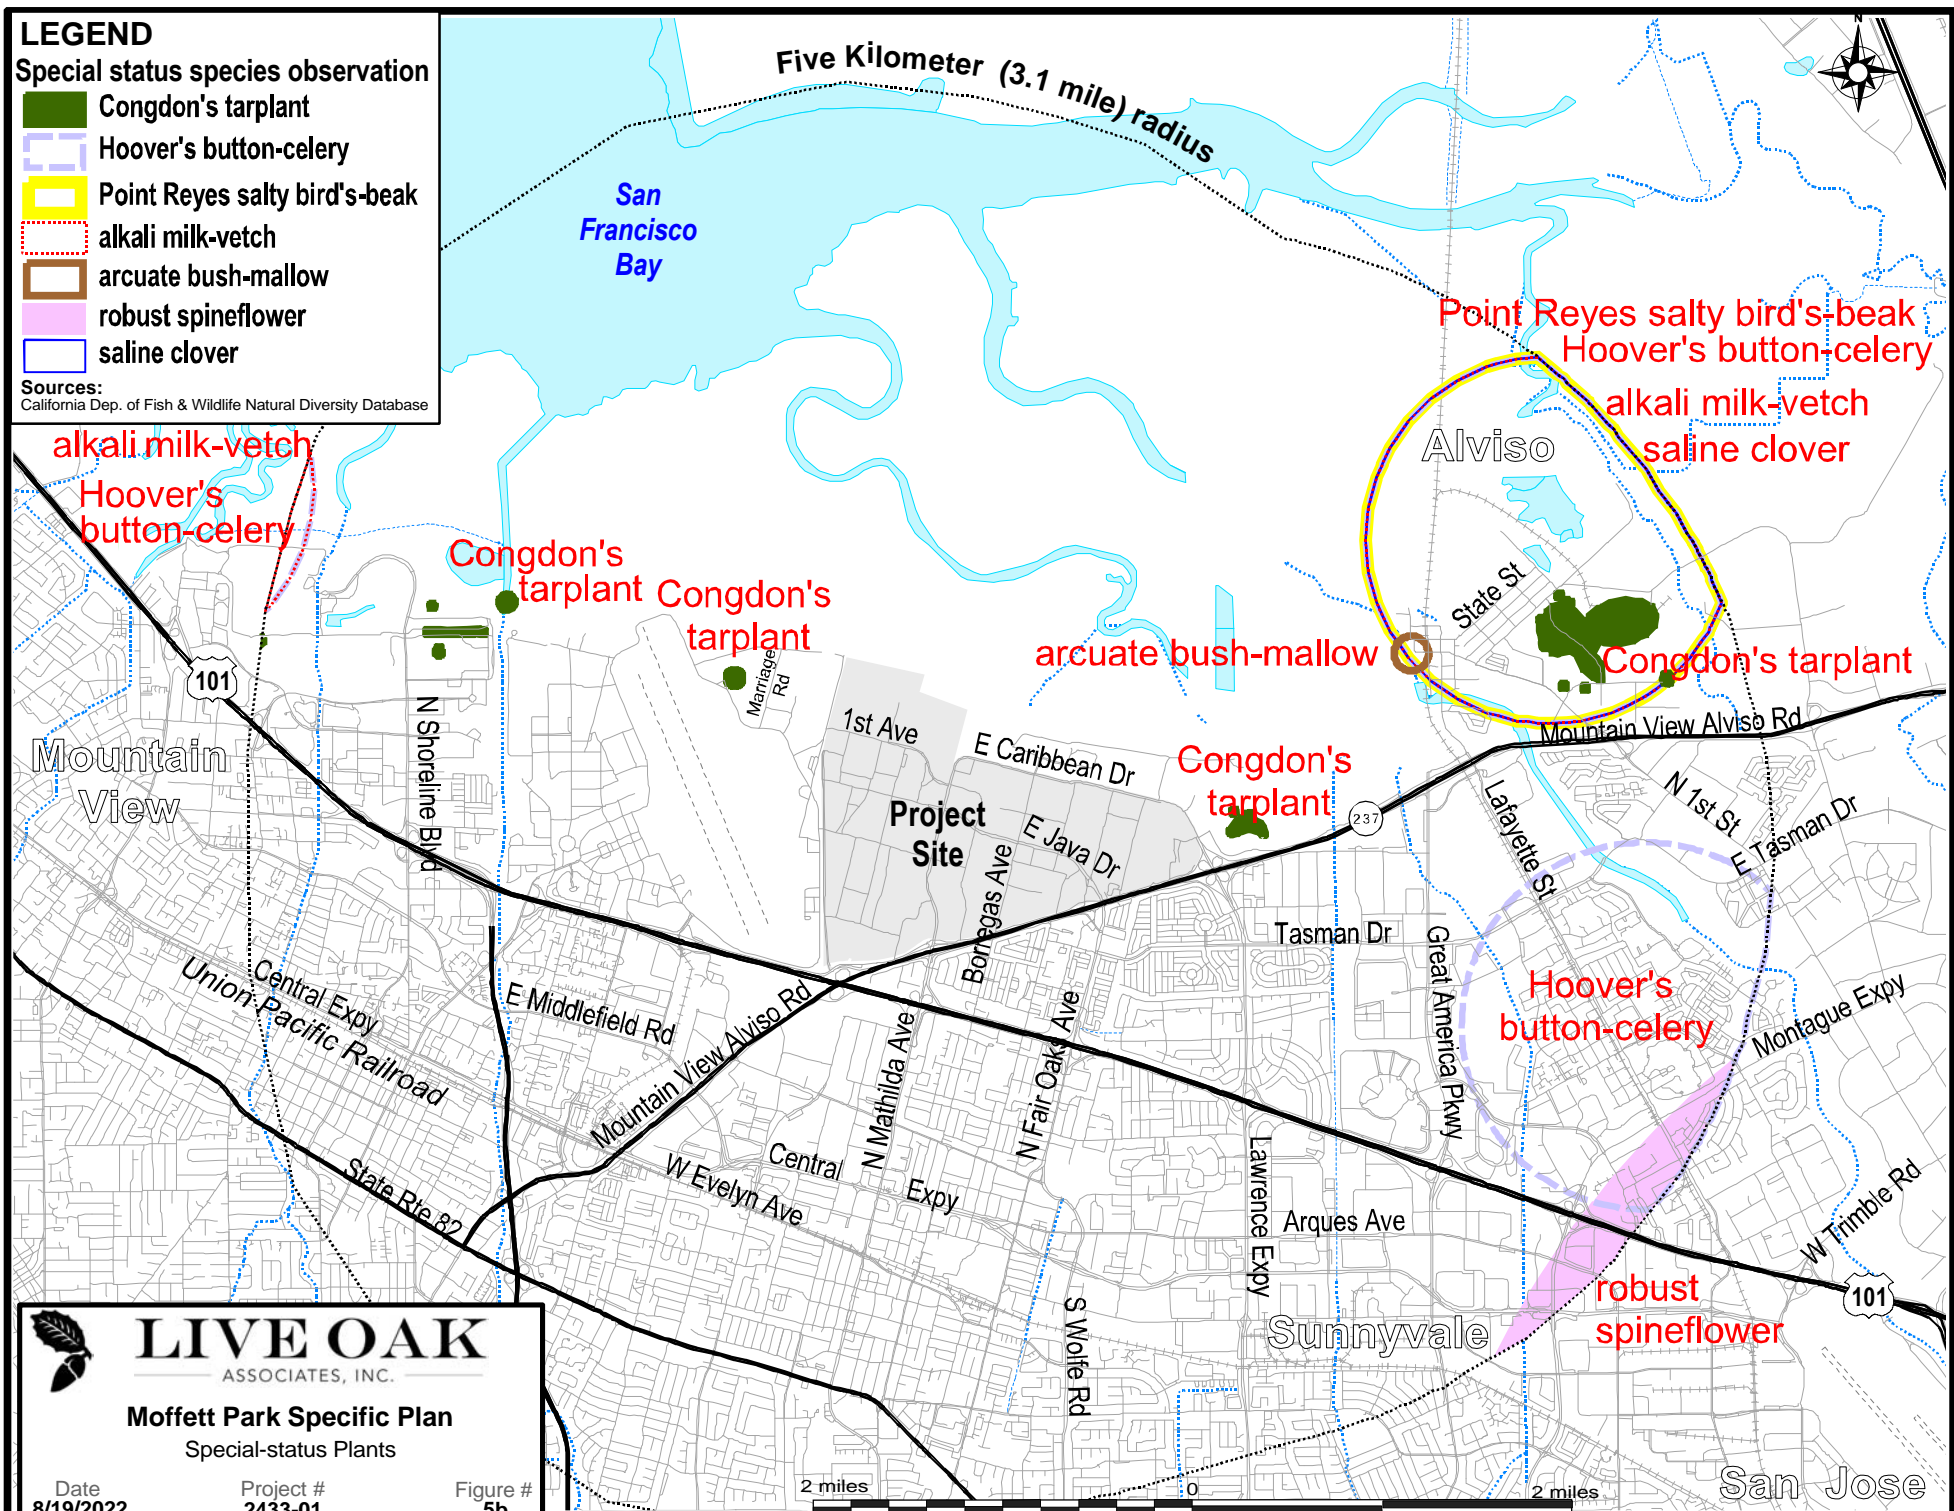 LEGEND
Special status species observation
Congdon's tarplant
Hoover's button-celery
Point Reyes salty bird's-beak
alkali milk-vetch
arcuate bush-mallow
robust spineflower
saline clover
Sources:
California Dep. of Fish & Wildlife Natural Diversity Database
Five Kilometer (3.1 mile) radius
N
San
Francisco
Bay
Point Reyes salty bird's-beak
Hoover's button-celery
alkali milk-vetch
saline clover
Alviso
alkali milk-vetch
Hoover's
button-celery
Congdon's
tarplant
Congdon's
tarplant
State St
arcuate bush-mallow
Congdon's tarplant
101
Marriage
Rd
N Shoreline Blvd
1st Ave
E Caribbean Dr
Mountain View Alviso Rd
Mountain
View
Congdon's
tarplant
Project
Site
E Java Dr
237
Lafayette St
N 1st St
E Tasman Dr
Borregas Ave
Tasman Dr
Great America Pkwy
Hoover's
button-celery
Montague Expy
Central Expy
Union Pacific Railroad
E Middlefield Rd
Mountain View Alviso Rd
N Mathilda Ave
N Fair Oaks Ave
Central
Expy
W Evelyn Ave
State Rte 82
Lawrence Expy
Arques Ave
W Trimble Rd
101
robust
spineflower
S Wolfe Rd
Sunnyvale
San Jose
LIVE OAK
ASSOCIATES, INC.
Moffett Park Specific Plan
Special-status Plants
Date
Project #
Figure #
8/19/2022
2433-01
5b
2 miles
0
2 miles